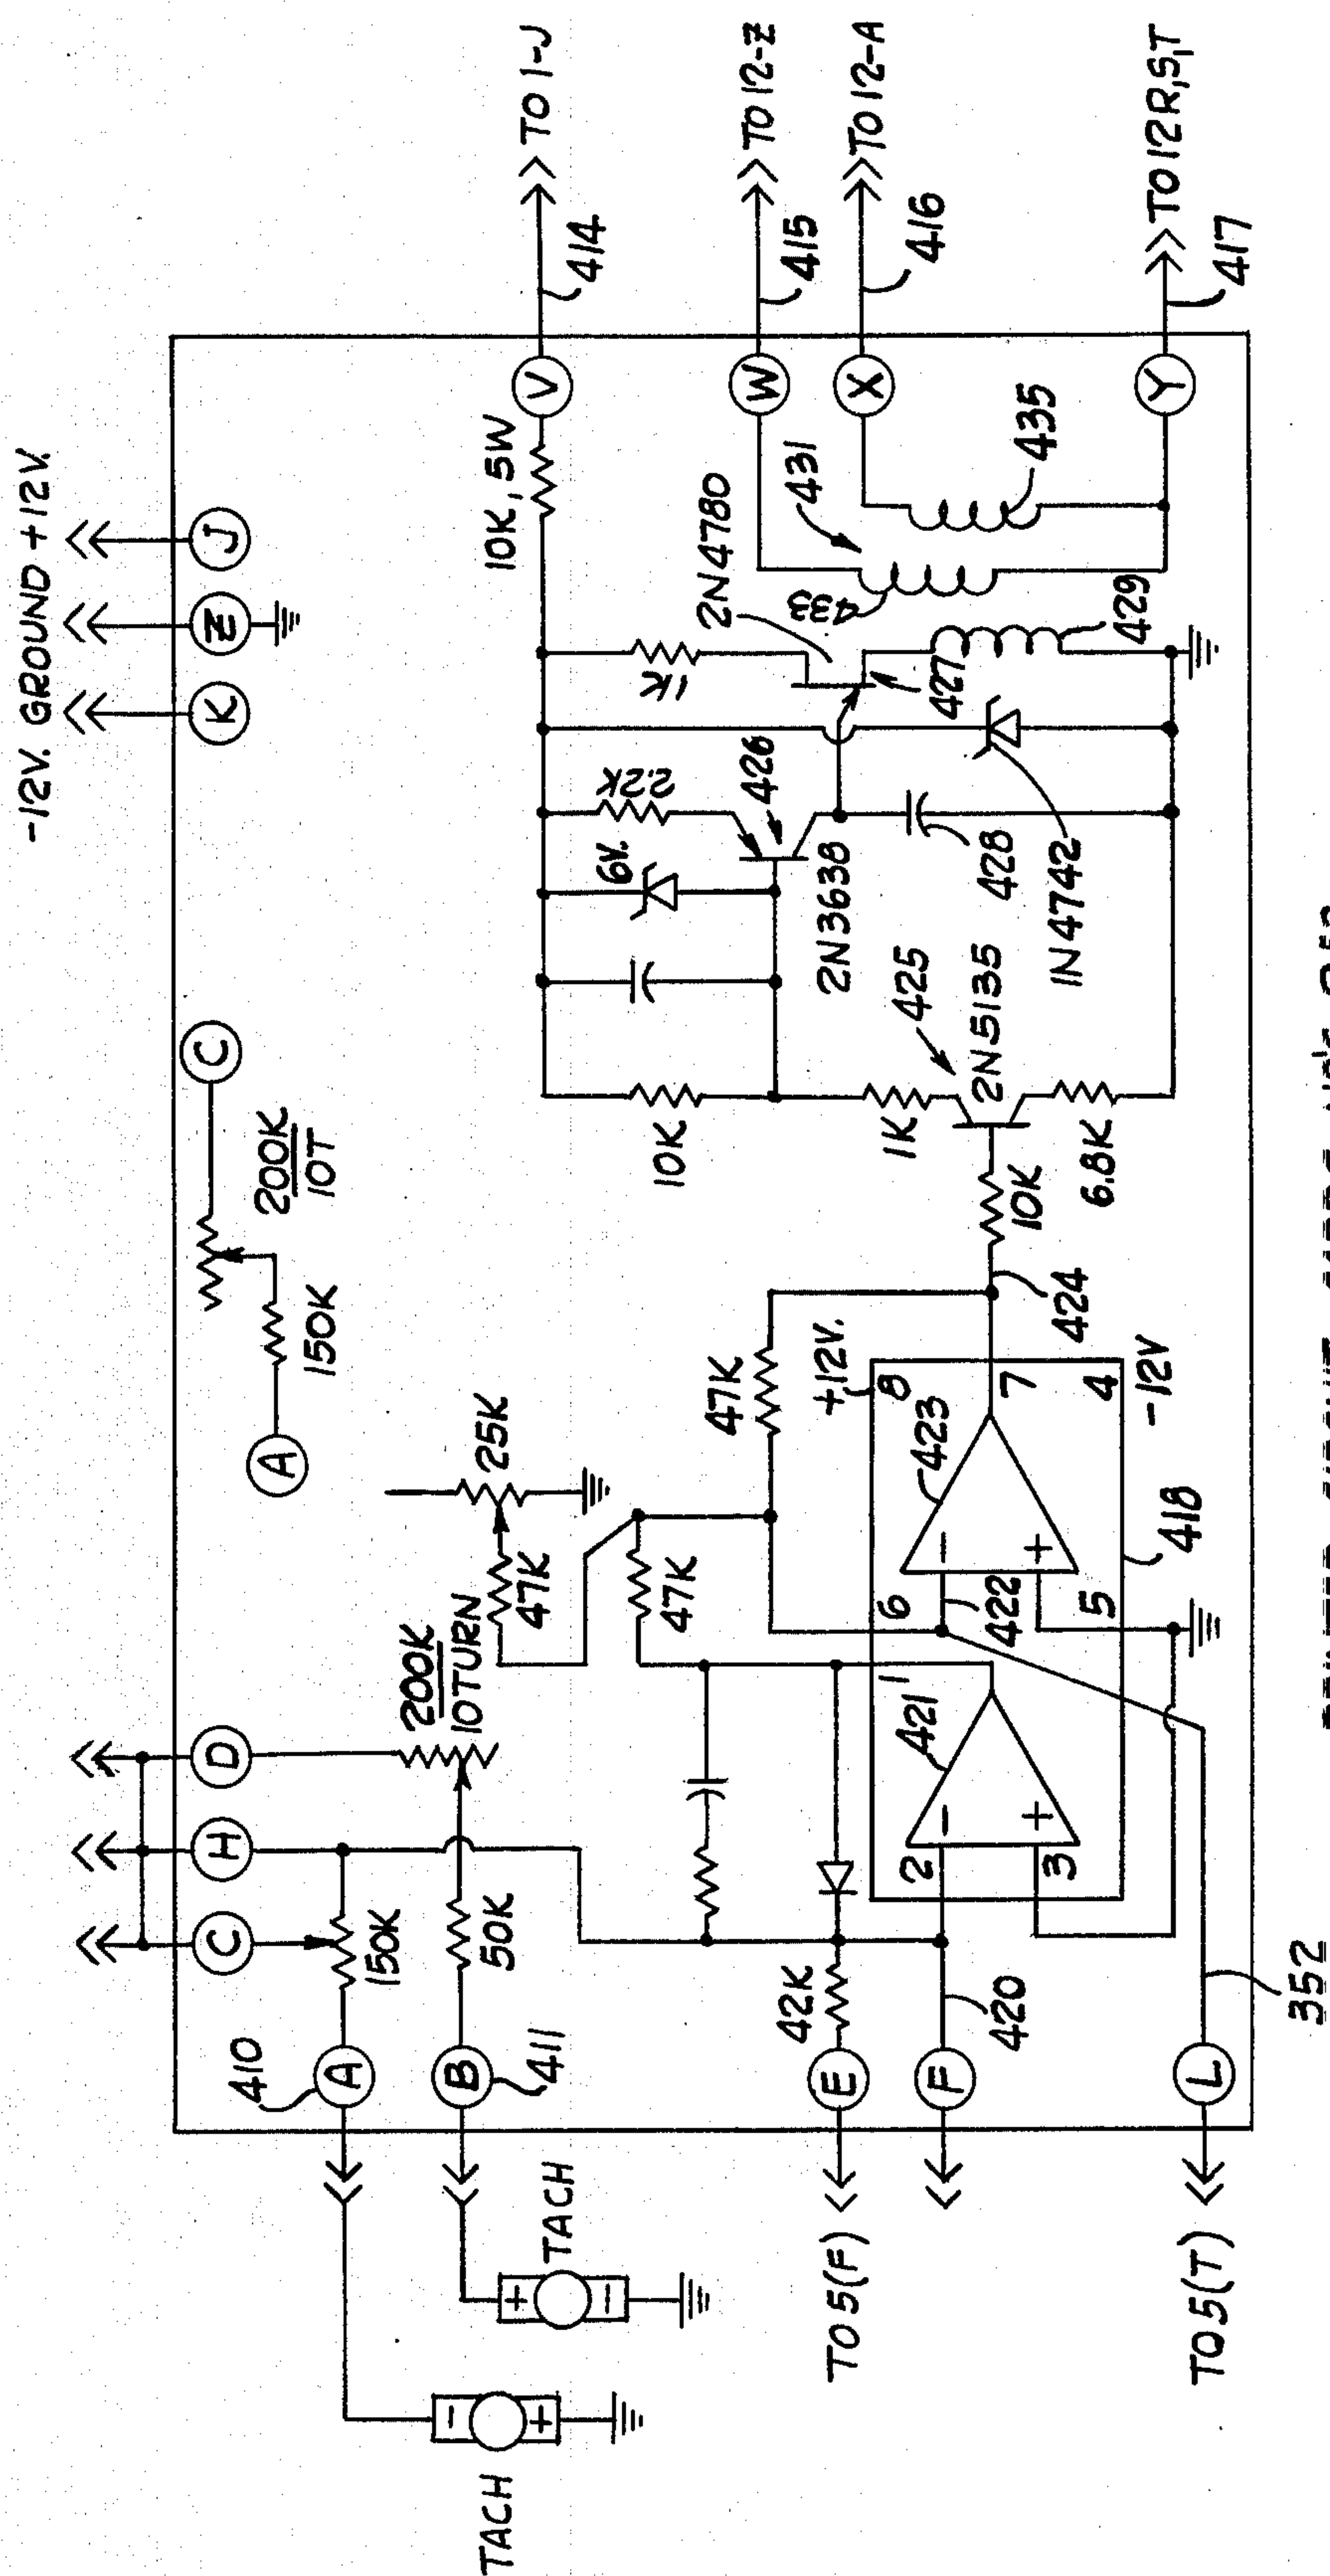 -12V. GROUND +12V.
K
Z
J
C
H
D
C
200K
10T
150K
A
410
A
150K
TACH
-
+
B
411
50K
200K
10TURN
TACH
+
-
47K
25K
47K
47K
TO 5(F)
E
42K
F
420
L
TO 5(T)
352
2
3
421
1
-
+
6
422
5
-
+
423
7
8
4
+12V.
-12V
418
424
10K
10K
1K
425
2N5135
6.8K
6V.
2.2K
426
2N3638
428
1N4742
1K
427
2N4780
429
433
431
435
10K, 5W
V
414
TO 1-J
W
415
TO 12-Z
X
416
TO 12-A
Y
417
TO 12R,S,T